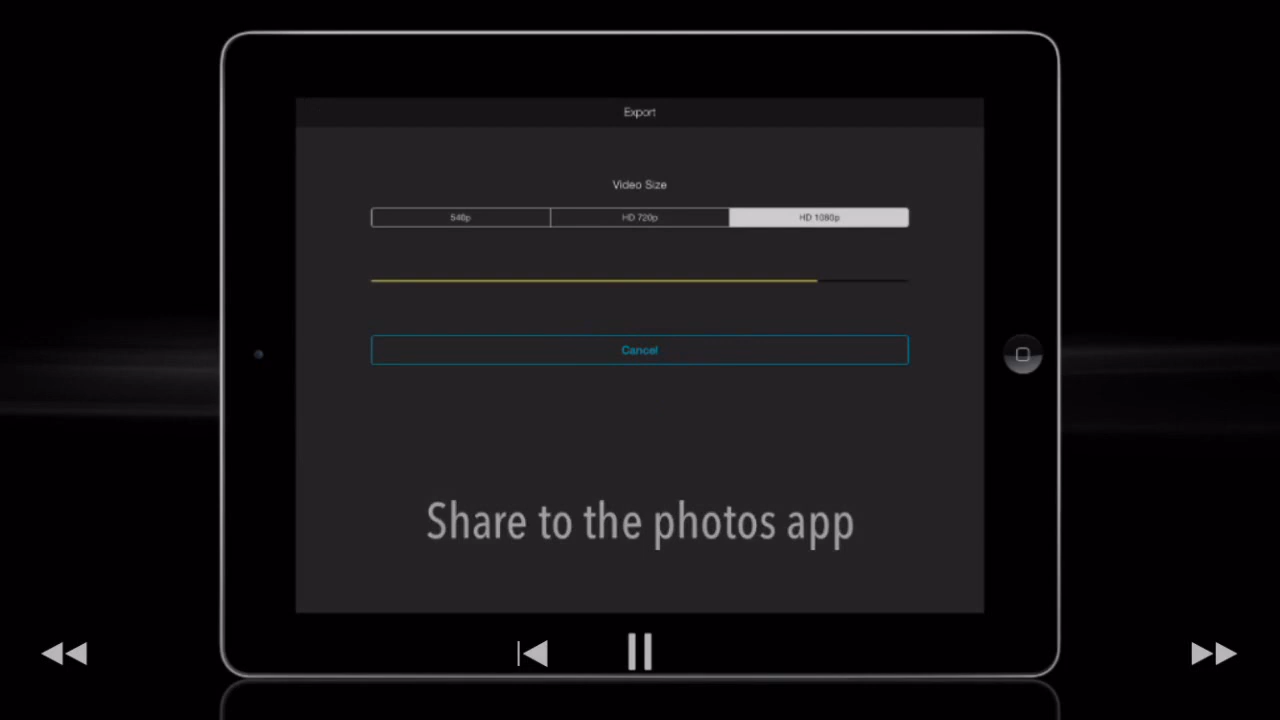 Export
Video Size
540p
HD 720p
HD 1080p
Cancel
Share to the photos app